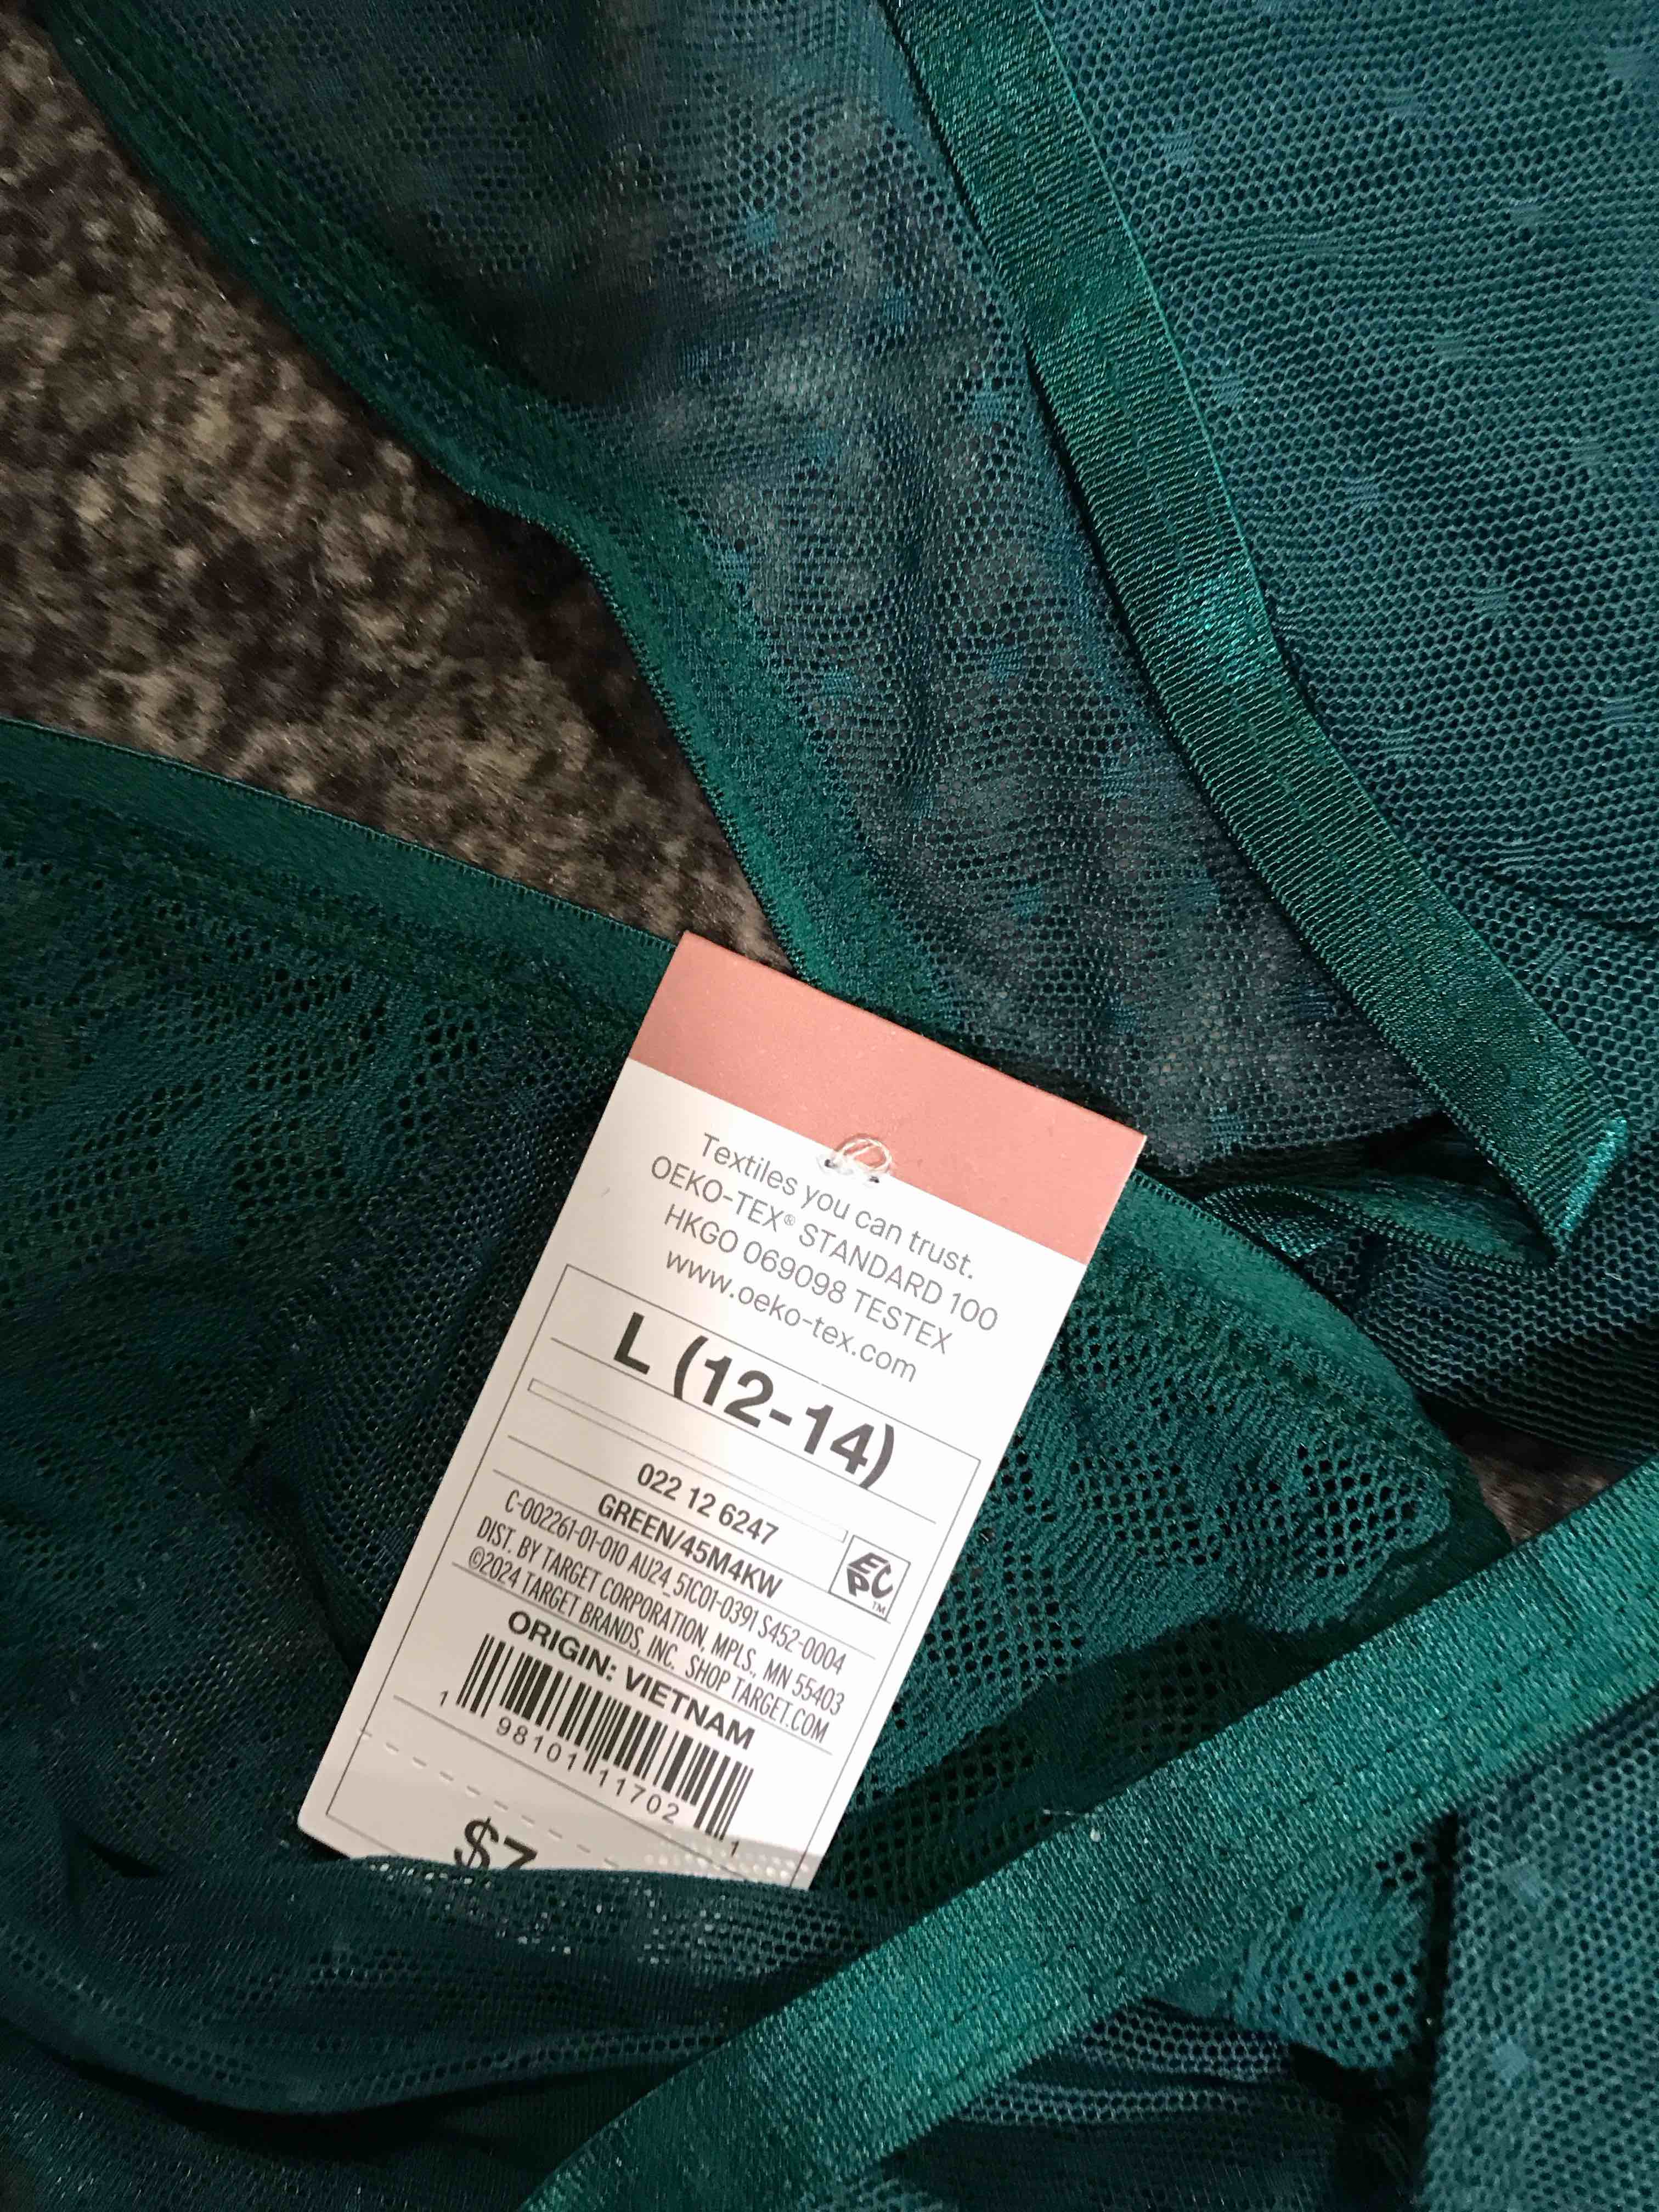 Textiles you can trust.
OEKO-TEX® STANDARD 100
HKGO 069098 TESTEX
www.oeko-tex.com
L (12-14)
022 12 6247
GREEN/45M4KW
C-002261-01-010 AU24_51C01-0391 S452-0004
DIST. BY TARGET CORPORATION, MPLS., MN 55403
©2024 TARGET BRANDS, INC. SHOP TARGET.COM
EPC™
ORIGIN: VIETNAM
1 98101 11702 1
$7